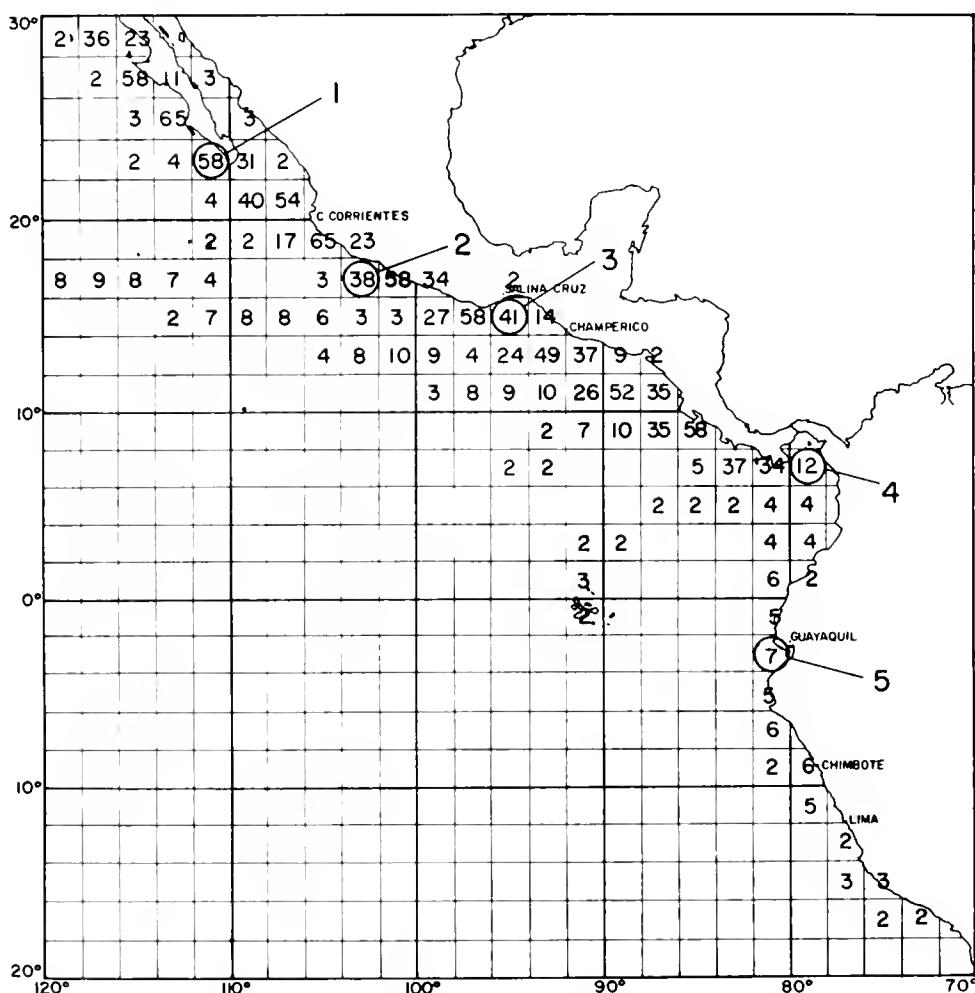 30°
2 36 23
2 58 11 3
1
3 65 3
2 4 58 31 2
4 40 54
20°
C CORRIENTES
2 2 17 65 23
2
3
8 9 8 7 4 3 38 58 34 2
SALINA CRUZ
2 7 8 8 6 3 3 27 58 41 14
CHAMPERICO
4 8 10 9 4 24 49 37 9 2
3 8 9 10 26 52 35
10°
2 7 10 35 58
2 2 5 37 34 12
4
2 2 2 4 4
2 2 4 4
3 6 2
0°
2 5
GUAYAQUIL
7
5
5
6
2 6 CHIMBOTE
10°
5
LIMA
2
3 3
2 2
20°
120° 110° 100° 90° 80° 70°